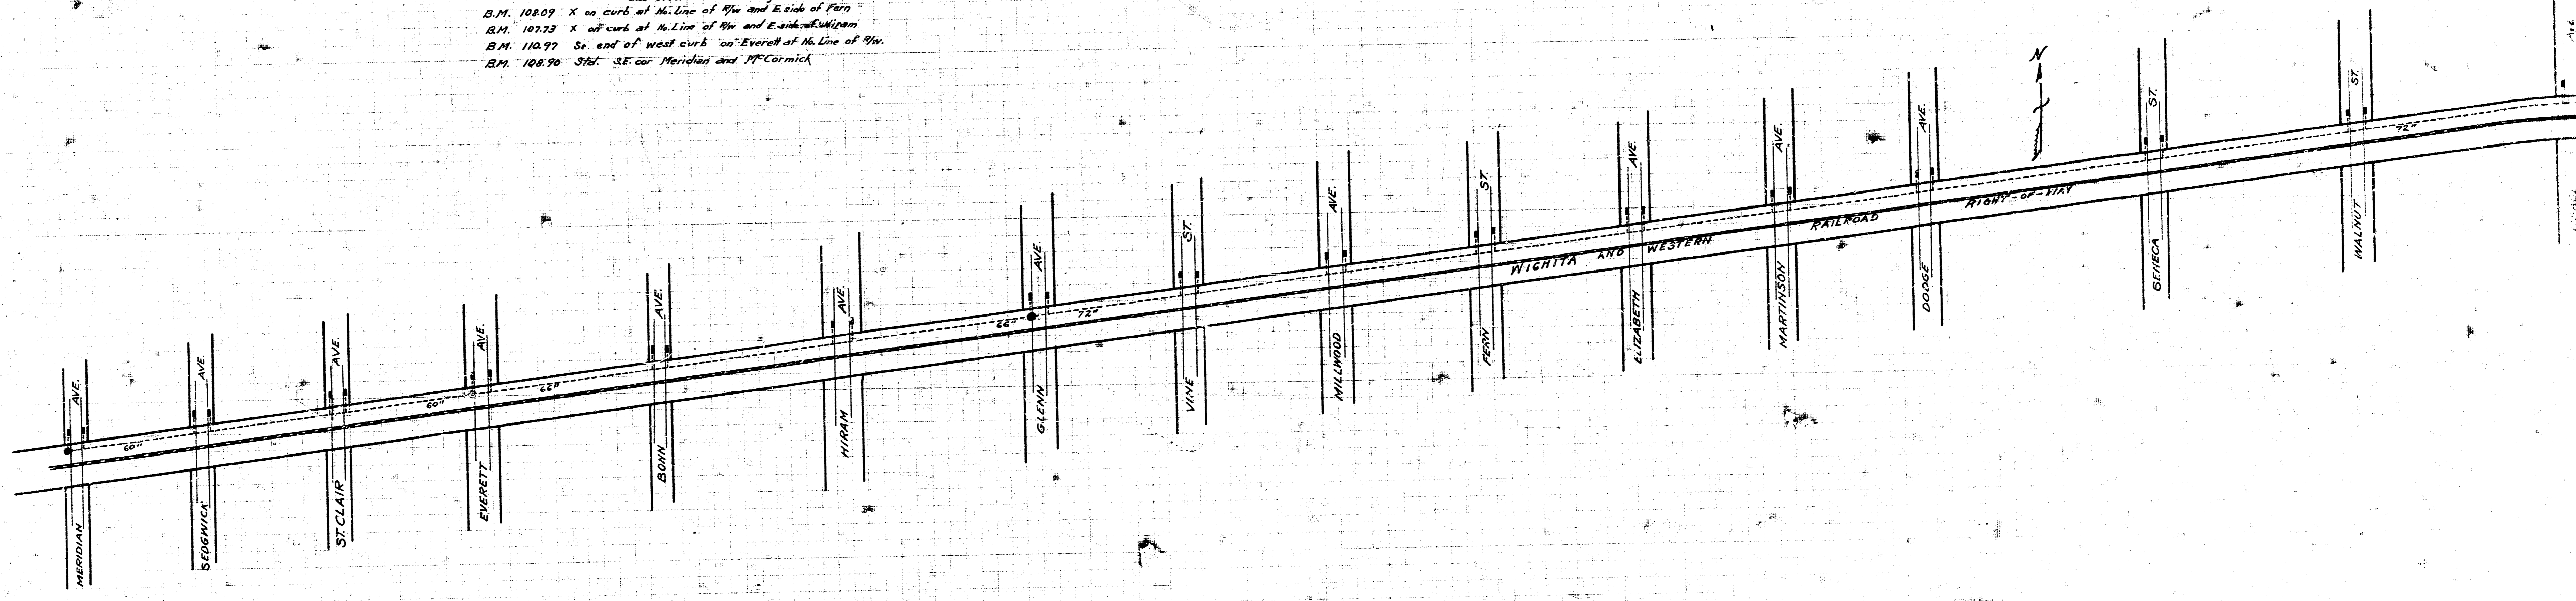 B.M. 108.09 X on curb at No. Line of R/w and E. side of Fern
B.M. 107.73 X on curb at No. Line of R/w and E. side of Hiram
B.M. 110.97 So. end of west curb on Everett at No. Line of R/w.
B.M. 108.90 Std. S.E. cor Meridian and McCormick
N
MERIDIAN AVE.
SEDGWICK AVE.
ST. CLAIR AVE.
EVERETT AVE.
BONN AVE.
HIRAM AVE.
GLENN AVE
VINE ST.
MILLWOOD AVE.
FERN ST.
ELIZABETH AVE.
MARTINSON AVE.
DODGE AVE.
SENECA ST.
WALNUT ST.
60"
60"
66"
66"
72"
72"
WICHITA AND WESTERN RAILROAD RIGHT-OF-WAY